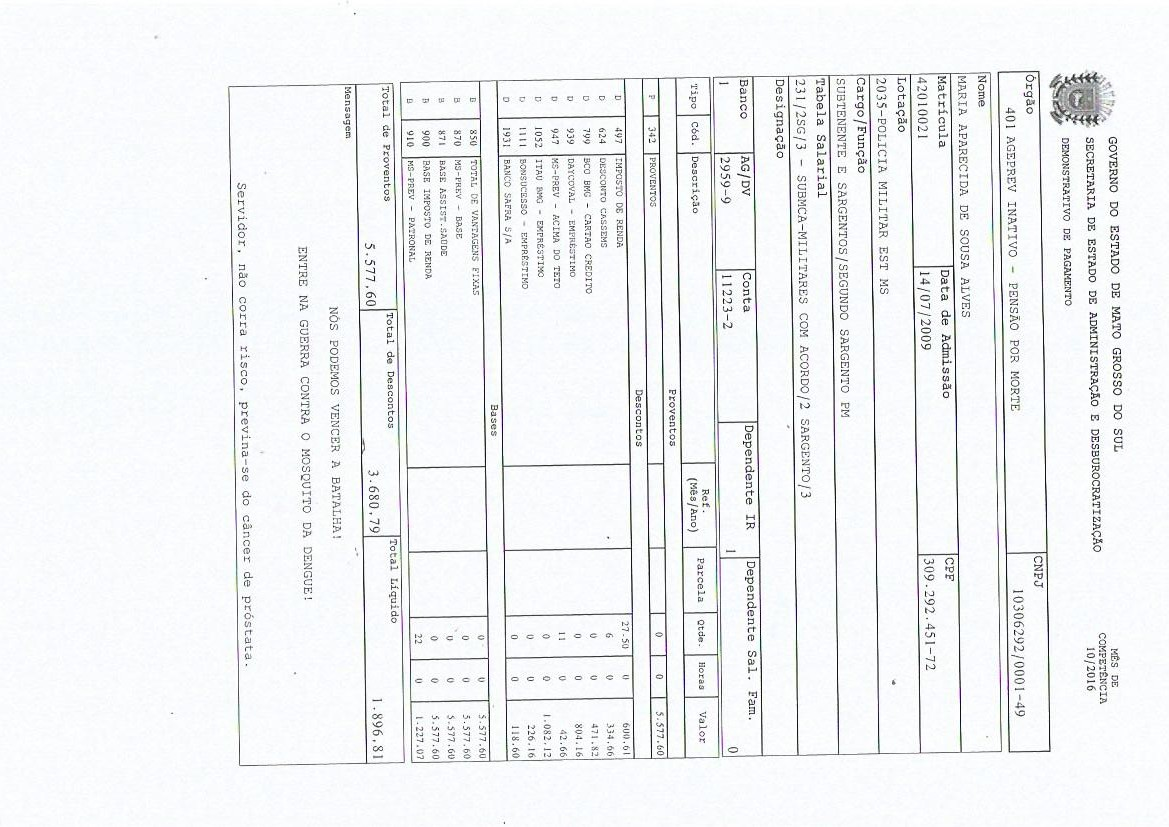 GOVERNO DO ESTADO DE MATO GROSSO DO SUL
SECRETARIA DE ESTADO DE ADMINISTRAÇÃO E DESBUROCRATIZAÇÃO
DEMONSTRATIVO DE PAGAMENTO
MÊS DE
COMPETÊNCIA
10/2016
Órgão CNPJ
401 AGEPREV INATIVO - PENSÃO POR MORTE 10306292/0001-49
Nome
MARIA APARECIDA DE SOUSA ALVES
Matrícula Data de Admissão CPF
42010021 14/07/2009 309.292.451-72
Lotação
2035-POLICIA MILITAR EST MS
Cargo/Função
SUBTENENTE E SARGENTOS/SEGUNDO SARGENTO PM
Tabela Salarial
231/2SG/3 - SUBMCA-MILITARES COM ACORDO/2 SARGENTO/3
Designação
Banco AG/DV Conta Dependente IR Dependente Sal. Fam.
1 2959-9 11223-2 1 0
Tipo Cód. Descrição Ref. (Mês/Ano) Parcela Qtde. Horas Valor
Proventos
P 342 PROVENTOS 0 0 5.577.60
Descontos
D 497 IMPOSTO DE RENDA 27.50 0 600.61
D 624 DESCONTO CASSEMS 6 0 334.66
D 799 BCO BMG - CARTAO CREDITO 0 0 471.82
D 939 DAYCOVAL - EMPRÉSTIMO 0 0 804.16
D 947 MS-PREV - ACIMA DO TETO 11 0 42.66
D 1052 ITAU BMG - EMPRÉSTIMO 0 0 1.082.12
D 1111 BONSUCESSO - EMPRÉSTIMO 0 0 226.16
D 1931 BANCO SAFRA S/A 0 0 118.60
Bases
B 850 TOTAL DE VANTAGENS FIXAS 0 0 5.577.60
B 870 MS-PREV - BASE 0 0 5.577.60
B 871 BASE ASSIST.SAÚDE 0 0 5.577.60
B 900 BASE IMPOSTO DE RENDA 0 0 5.577.60
B 910 MS-PREV - PATRONAL 22 0 1.227.07
Total de Proventos Total de Descontos Total Líquido
5.577.60 3.680.79 1.896.81
Mensagem
NÓS PODEMOS VENCER A BATALHA!
ENTRE NA GUERRA CONTRA O MOSQUITO DA DENGUE!
Servidor, não corra risco, previna-se do câncer de próstata.